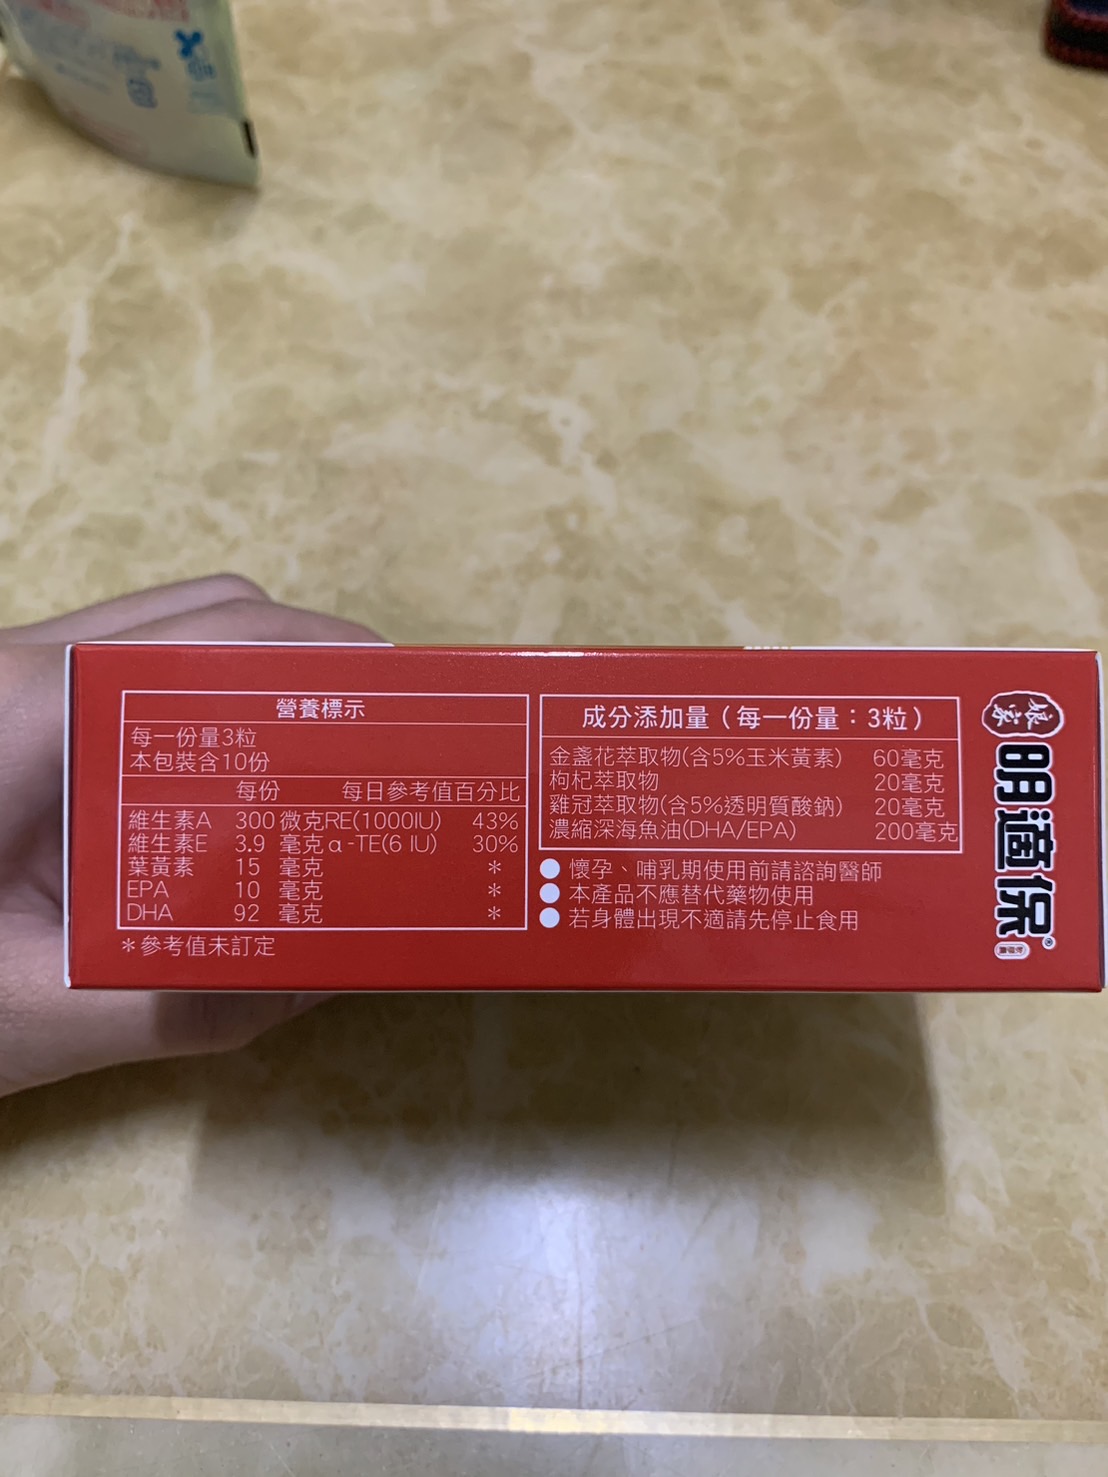 營養標示
每一份量3粒
本包裝含10份
每份 每日參考值百分比
維生素A 300 微克RE(1000IU) 43%
維生素E 3.9 毫克α-TE(6 IU) 30%
葉黃素 15 毫克 *
EPA 10 毫克 *
DHA 92 毫克 *
*參考值未訂定
成分添加量(每一份量:3粒)
金盞花萃取物(含5%玉米黃素) 60毫克
枸杞萃取物 20毫克
雞冠萃取物(含5%透明質酸鈉) 20毫克
濃縮深海魚油(DHA/EPA) 200毫克
● 懷孕、哺乳期使用前請諮詢醫師
● 本產品不應替代藥物使用
● 若身體出現不適請先停止食用
娘家
明適保®